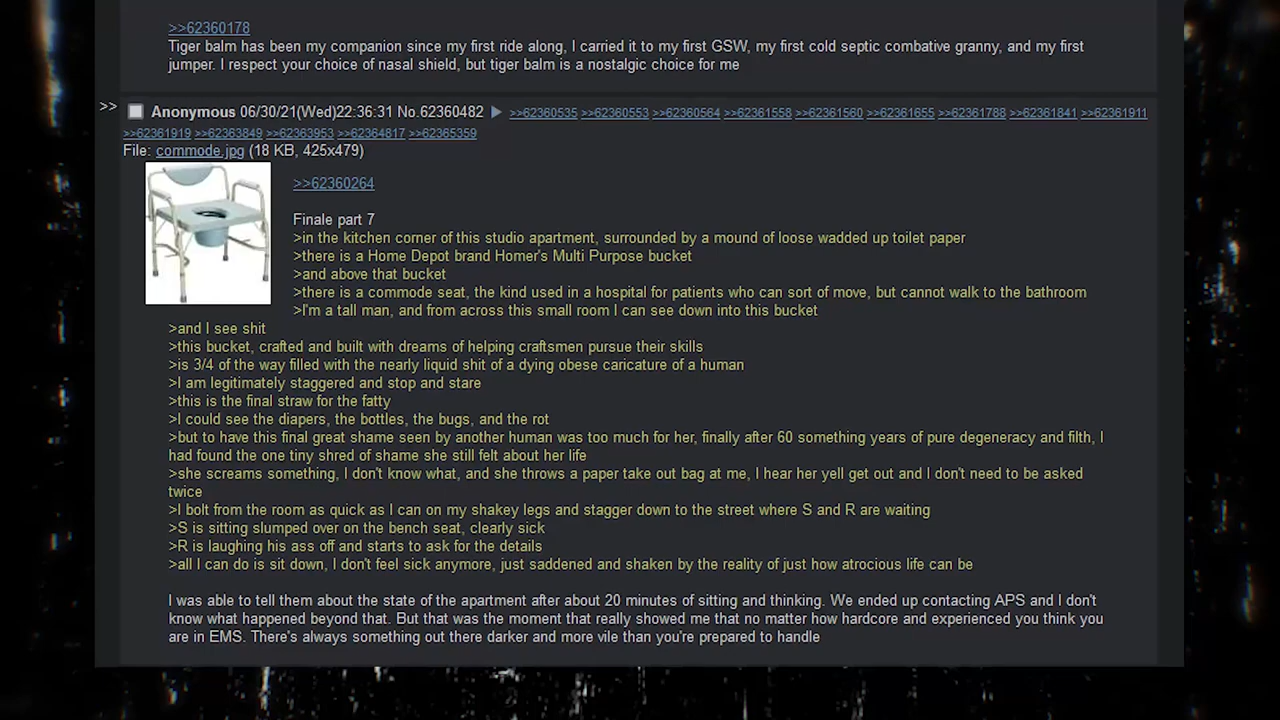 >>62360178
Tiger balm has been my companion since my first ride along, I carried it to my first GSW, my first cold septic combative granny, and my first
jumper. I respect your choice of nasal shield, but tiger balm is a nostalgic choice for me
>> Anonymous 06/30/21(Wed)22:36:31 No.62360482 ▶ >>62360535 >>62360553 >>62360564 >>62361558 >>62361560 >>62361655 >>62361788 >>62361841 >>62361911
>>62361919 >>62363849 >>62363953 >>62364817 >>62365359
File: commode.jpg (18 KB, 425x479)
>>62360264
Finale part 7
>in the kitchen corner of this studio apartment, surrounded by a mound of loose wadded up toilet paper
>there is a Home Depot brand Homer's Multi Purpose bucket
>and above that bucket
>there is a commode seat, the kind used in a hospital for patients who can sort of move, but cannot walk to the bathroom
>I'm a tall man, and from across this small room I can see down into this bucket
>and I see shit
>this bucket, crafted and built with dreams of helping craftsmen pursue their skills
>is 3/4 of the way filled with the nearly liquid shit of a dying obese caricature of a human
>I am legitimately staggered and stop and stare
>this is the final straw for the fatty
>I could see the diapers, the bottles, the bugs, and the rot
>but to have this final great shame seen by another human was too much for her, finally after 60 something years of pure degeneracy and filth, I
had found the one tiny shred of shame she still felt about her life
>she screams something, I don't know what, and she throws a paper take out bag at me, I hear her yell get out and I don't need to be asked
twice
>I bolt from the room as quick as I can on my shakey legs and stagger down to the street where S and R are waiting
>S is sitting slumped over on the bench seat, clearly sick
>R is laughing his ass off and starts to ask for the details
>all I can do is sit down, I don't feel sick anymore, just saddened and shaken by the reality of just how atrocious life can be
I was able to tell them about the state of the apartment after about 20 minutes of sitting and thinking. We ended up contacting APS and I don't
know what happened beyond that. But that was the moment that really showed me that no matter how hardcore and experienced you think you
are in EMS. There's always something out there darker and more vile than you're prepared to handle